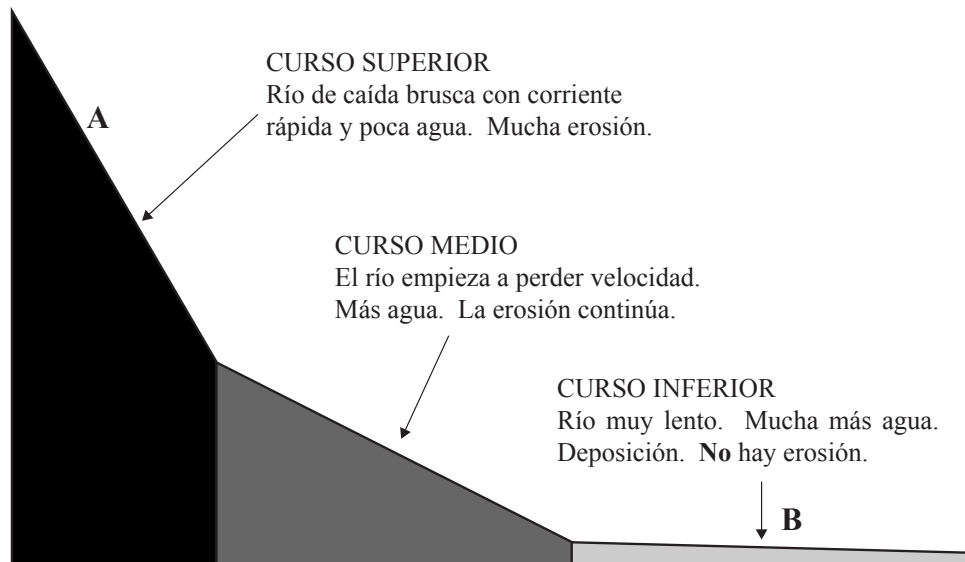 A
CURSO SUPERIOR
Río de caída brusca con corriente
rápida y poca agua. Mucha erosión.
CURSO MEDIO
El río empieza a perder velocidad.
Más agua. La erosión continúa.
CURSO INFERIOR
Río muy lento. Mucha más agua.
Deposición. No hay erosión.
B